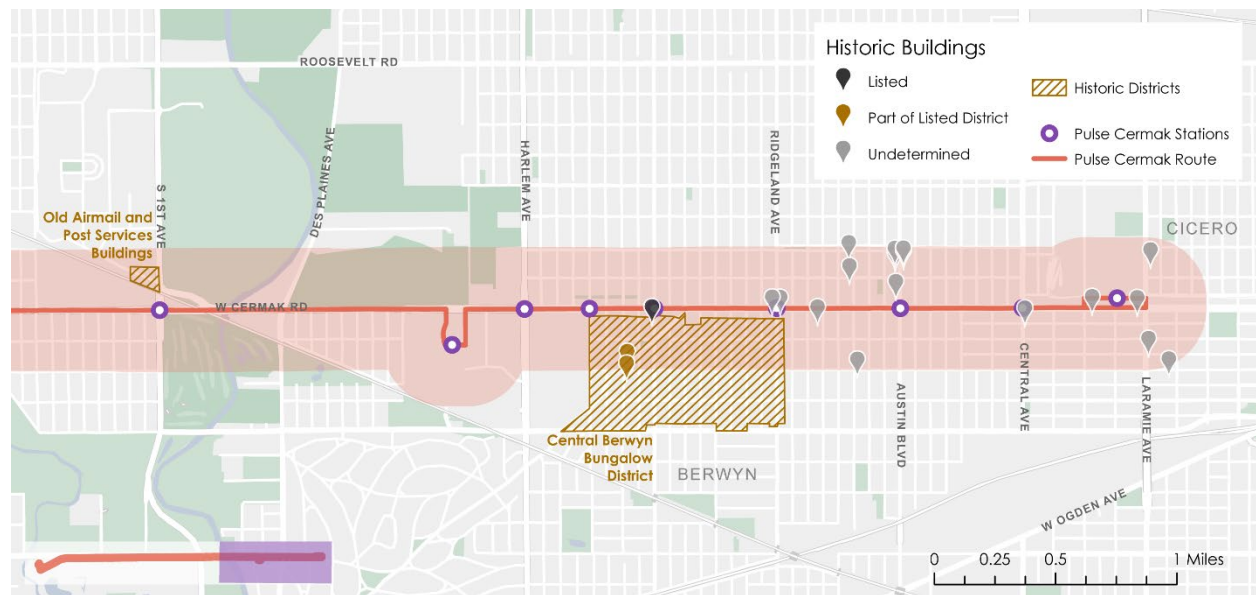 ROOSEVELT RD
Historic Buildings
Listed
Part of Listed District
Undetermined
Historic Districts
Pulse Cermak Stations
Pulse Cermak Route
S 1ST AVE
DES PLAINES AVE
HARLEM AVE
RIDGELAND AVE
Old Airmail and
Post Services
Buildings
CICERO
W CERMAK RD
AUSTIN BLVD
CENTRAL AVE
LARAMIE AVE
Central Berwyn
Bungalow
District
BERWYN
W OGDEN AVE
0 0.25 0.5 1 Miles